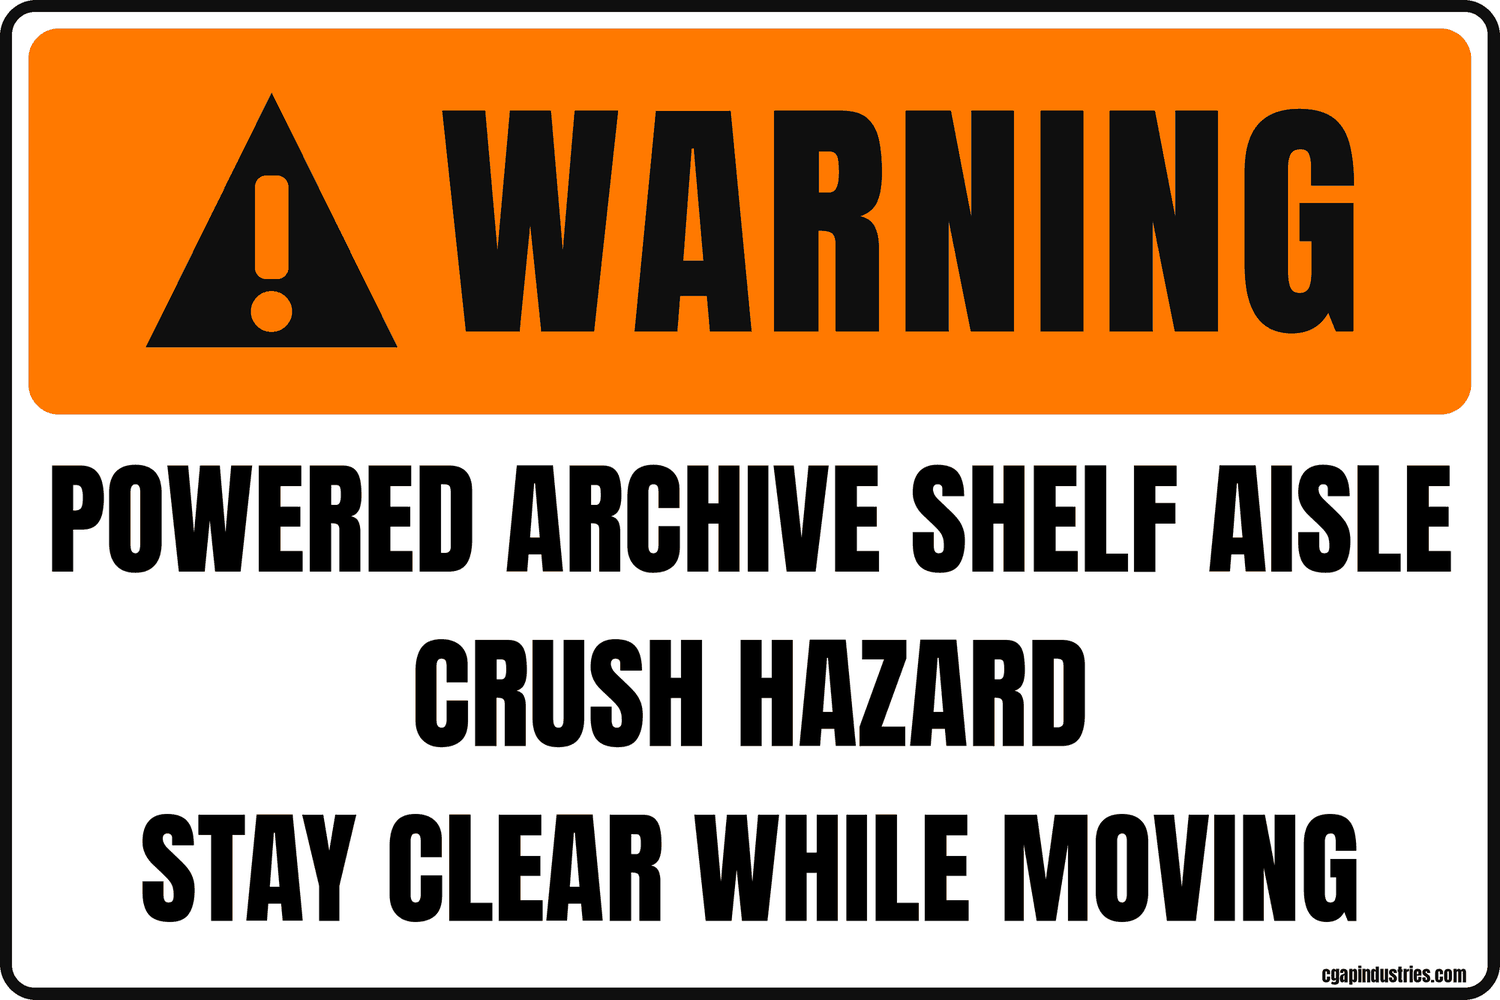 WARNING
POWERED ARCHIVE SHELF AISLE
CRUSH HAZARD
STAY CLEAR WHILE MOVING
cgapindustries.com